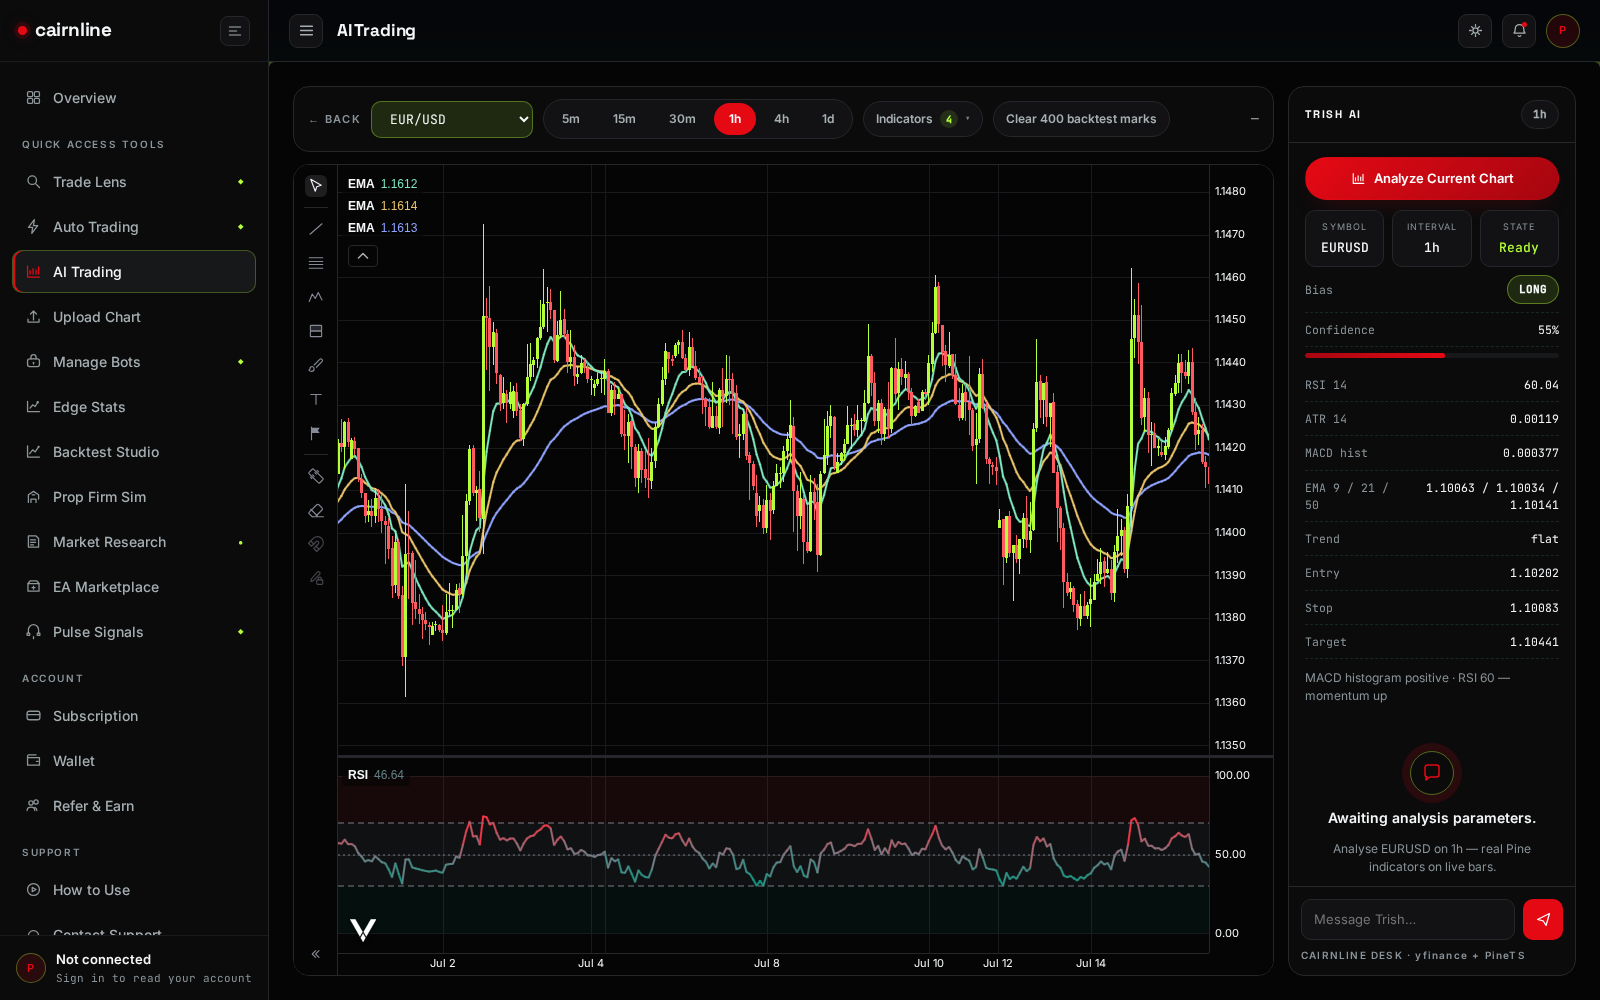 cairnline
Overview
QUICK ACCESS TOOLS
Trade Lens
Auto Trading
AI Trading
Upload Chart
Manage Bots
Edge Stats
Backtest Studio
Prop Firm Sim
Market Research
EA Marketplace
Pulse Signals
ACCOUNT
Subscription
Wallet
Refer & Earn
SUPPORT
How to Use
Contact Support
P
Not connected
Sign in to read your account
AI Trading
P
← BACK
EUR/USD
5m 15m 30m 1h 4h 1d
Indicators 4
Clear 400 backtest marks
EMA 1.1612
EMA 1.1614
EMA 1.1613
1.1480
1.1470
1.1460
1.1450
1.1440
1.1430
1.1420
1.1410
1.1400
1.1390
1.1380
1.1370
1.1360
1.1350
RSI 46.64
100.00
50.00
0.00
Jul 2 Jul 4 Jul 8 Jul 10 Jul 12 Jul 14
TRISH AI 1h
Analyze Current Chart
SYMBOL
EURUSD
INTERVAL
1h
STATE
Ready
Bias LONG
Confidence 55%
RSI 14 60.04
ATR 14 0.00119
MACD hist 0.000377
EMA 9 / 21 / 1.10063 / 1.10034 /
50 1.10141
Trend flat
Entry 1.10202
Stop 1.10083
Target 1.10441
MACD histogram positive · RSI 60 —
momentum up
Awaiting analysis parameters.
Analyse EURUSD on 1h — real Pine
indicators on live bars.
Message Trish...
CAIRNLINE DESK · yfinance + PineTS